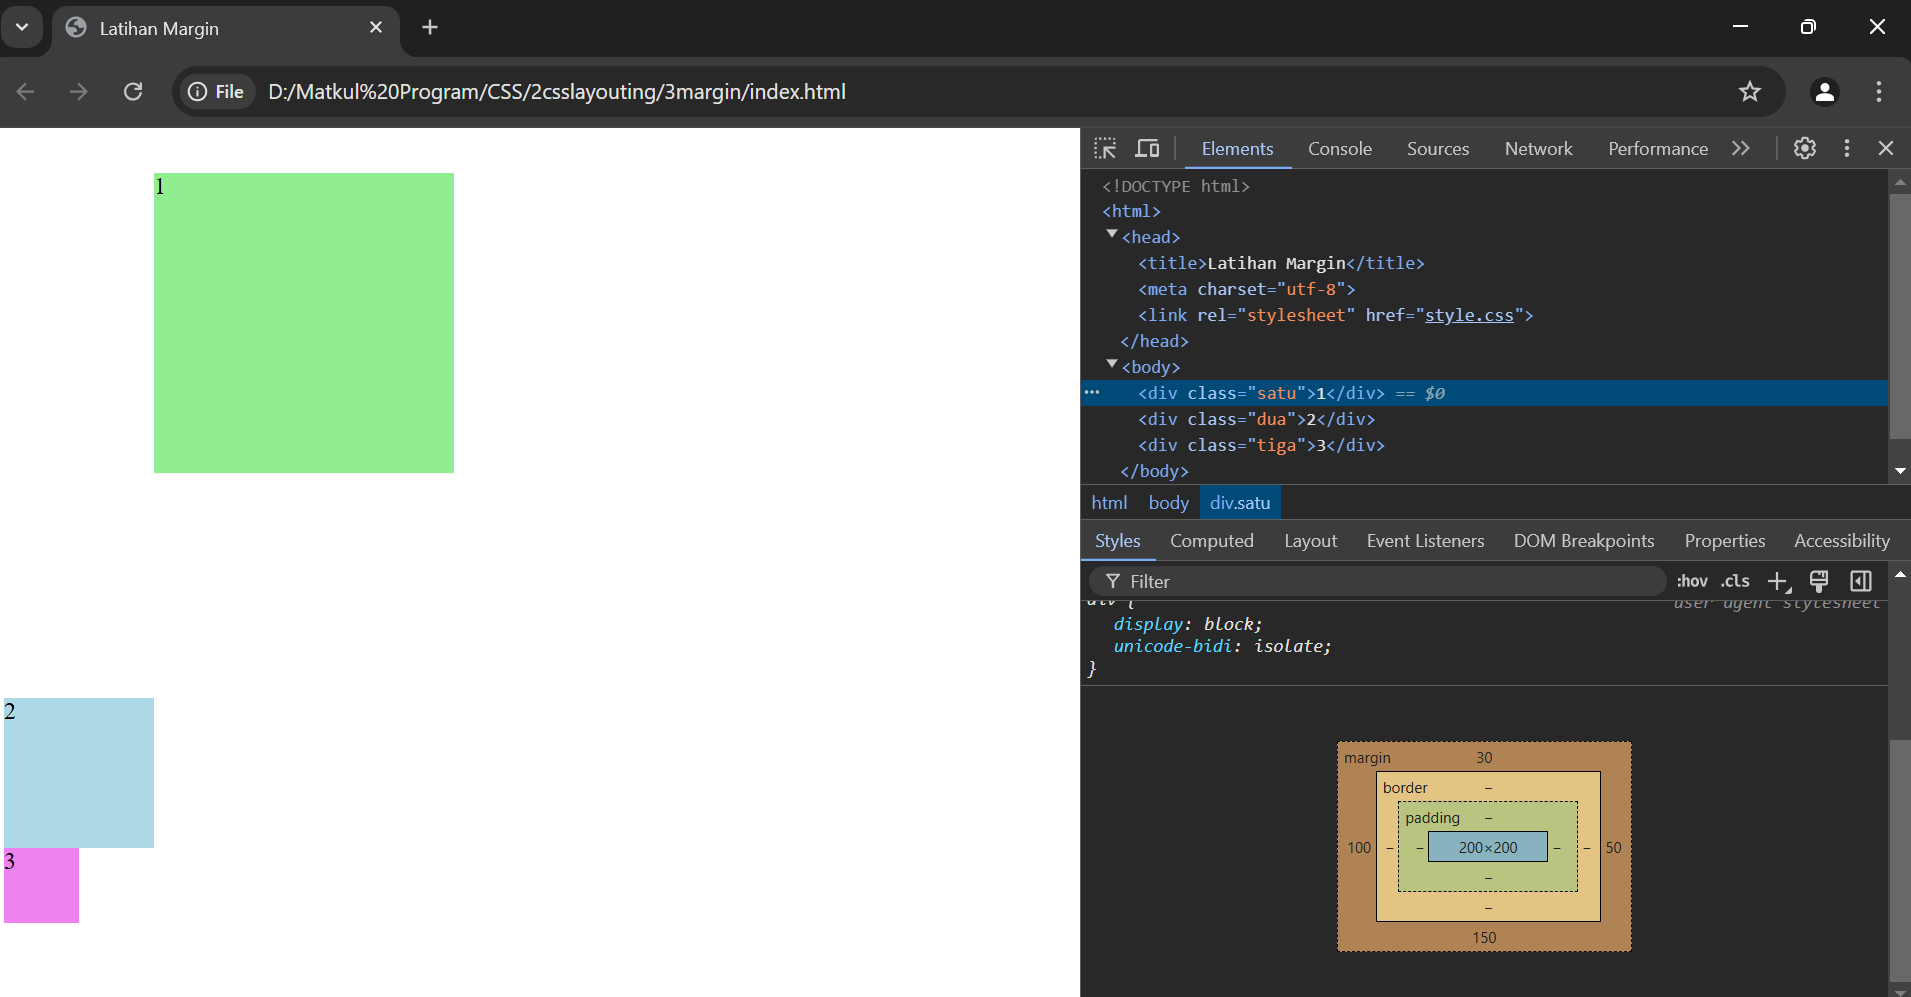 Latihan Margin
File D:/Matkul%20Program/CSS/2csslayouting/3margin/index.html
1
2
3
Elements Console Sources Network Performance
<!DOCTYPE html>
<html>
<head>
<title>Latihan Margin</title>
<meta charset="utf-8">
<link rel="stylesheet" href="style.css">
</head>
<body>
<div class="satu">1</div> == $0
<div class="dua">2</div>
<div class="tiga">3</div>
</body>
html body div.satu
Styles Computed Layout Event Listeners DOM Breakpoints Properties Accessibility
Filter :hov .cls
div { user agent stylesheet
display: block;
unicode-bidi: isolate;
}
margin 30
border –
padding –
100 – – 200×200 – – 50
–
–
150